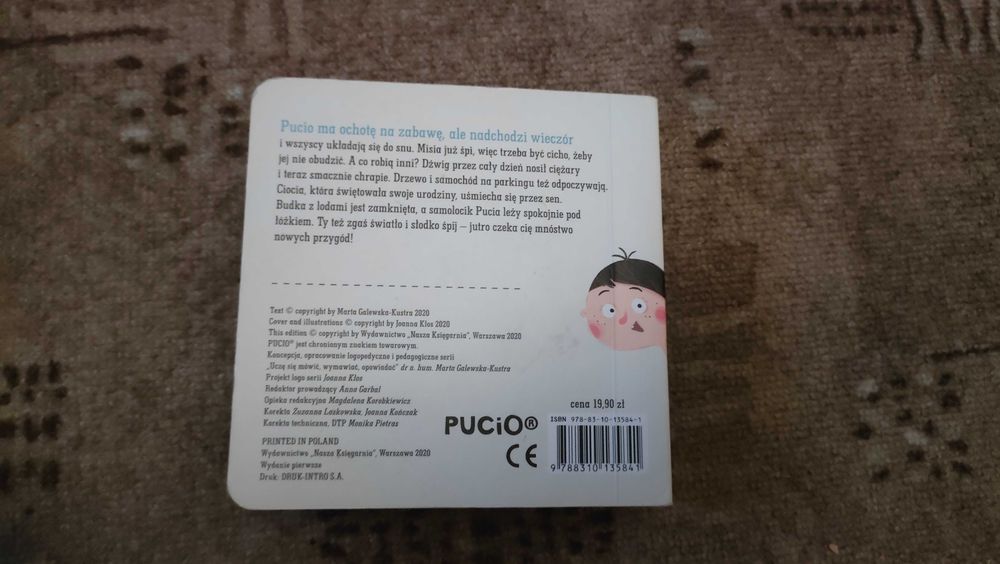 Pucio ma ochotę na zabawę, ale nadchodzi wieczór
i wszyscy układają się do snu. Misia już śpi, więc trzeba być cicho, żeby
jej nie obudzić. A co robią inni? Dźwig przez cały dzień nosił ciężary
i teraz smacznie chrapie. Drzewo i samochód na parkingu też odpoczywają.
Ciocia, która świętowała swoje urodziny, uśmiecha się przez sen.
Budka z lodami jest zamknięta, a samolocik Pucia leży spokojnie pod
łóżkiem. Ty też zgaś światło i słodko śpij – jutro czeka cię mnóstwo
nowych przygód!
Text © copyright by Marta Galewska-Kustra 2020
Cover and illustrations © copyright by Joanna Kłos 2020
This edition © copyright by Wydawnictwo „Nasza Księgarnia”, Warszawa 2020
PUCIO® jest chronionym znakiem towarowym.
Koncepcja, opracowanie logopedyczne i pedagogiczne serii
„Uczę się mówić, wymawiać, opowiadać” dr n. hum. Marta Galewska-Kustra
Projekt logo serii Joanna Kłos
Redaktor prowadzący Anna Garbal
Opieka redakcyjna Magdalena Korobkiewicz
Korekta Zuzanna Laskowska, Joanna Kończak
Korekta techniczna, DTP Monika Pietras
PRINTED IN POLAND
Wydawnictwo „Nasza Księgarnia”, Warszawa 2020
Wydanie pierwsze
Druk: DRUK-INTRO S.A.
PUCiO®
CE
cena 19,90 zł
ISBN 978-83-10-13584-1
9 788310 135841